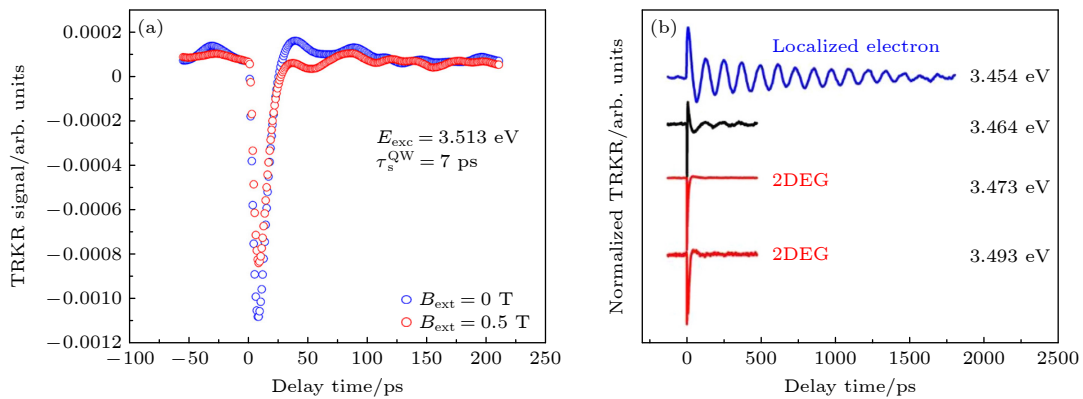 (a)
TRKR signal/arb. units
0.0002
0
−0.0002
−0.0004
−0.0006
−0.0008
−0.0010
−0.0012
E_exc = 3.513 eV
τ_s^QW = 7 ps
B_ext = 0 T
B_ext = 0.5 T
−100 −50 0 50 100 150 200 250
Delay time/ps
(b)
Normalized TRKR/arb. units
Localized electron
3.454 eV
3.464 eV
2DEG
3.473 eV
2DEG
3.493 eV
0 500 1000 1500 2000 2500
Delay time/ps